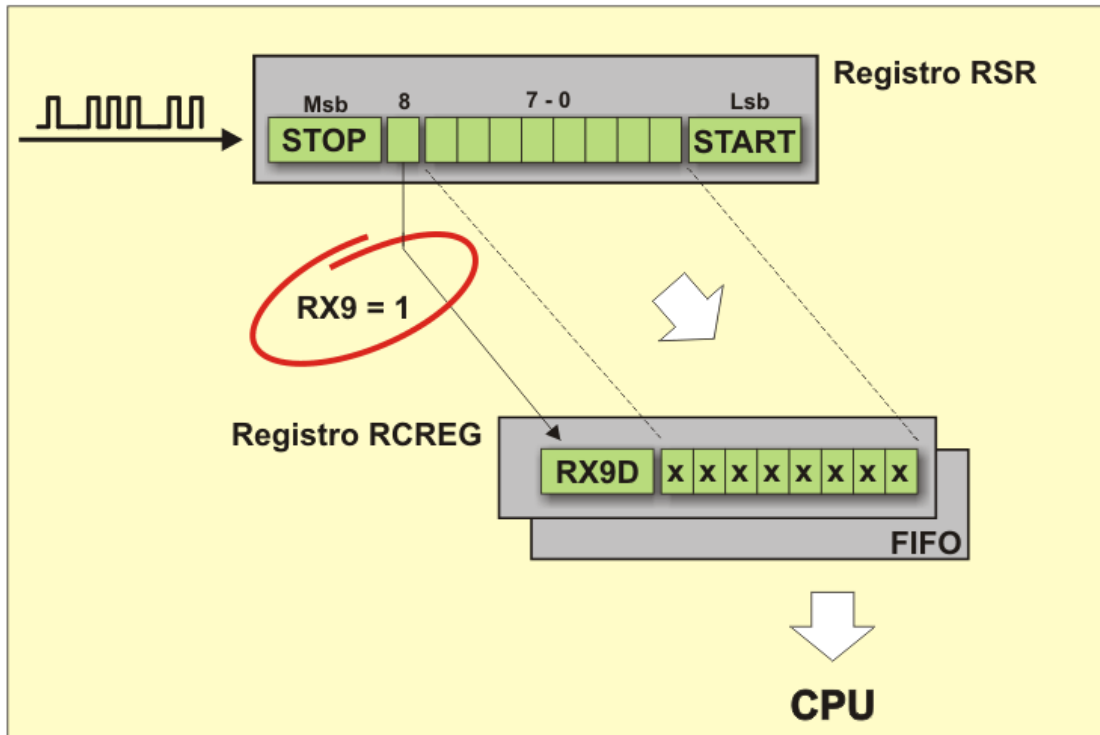 Registro RSR
Msb 8 7 - 0 Lsb
STOP START
RX9 = 1
Registro RCREG
RX9D x x x x x x x x
FIFO
CPU